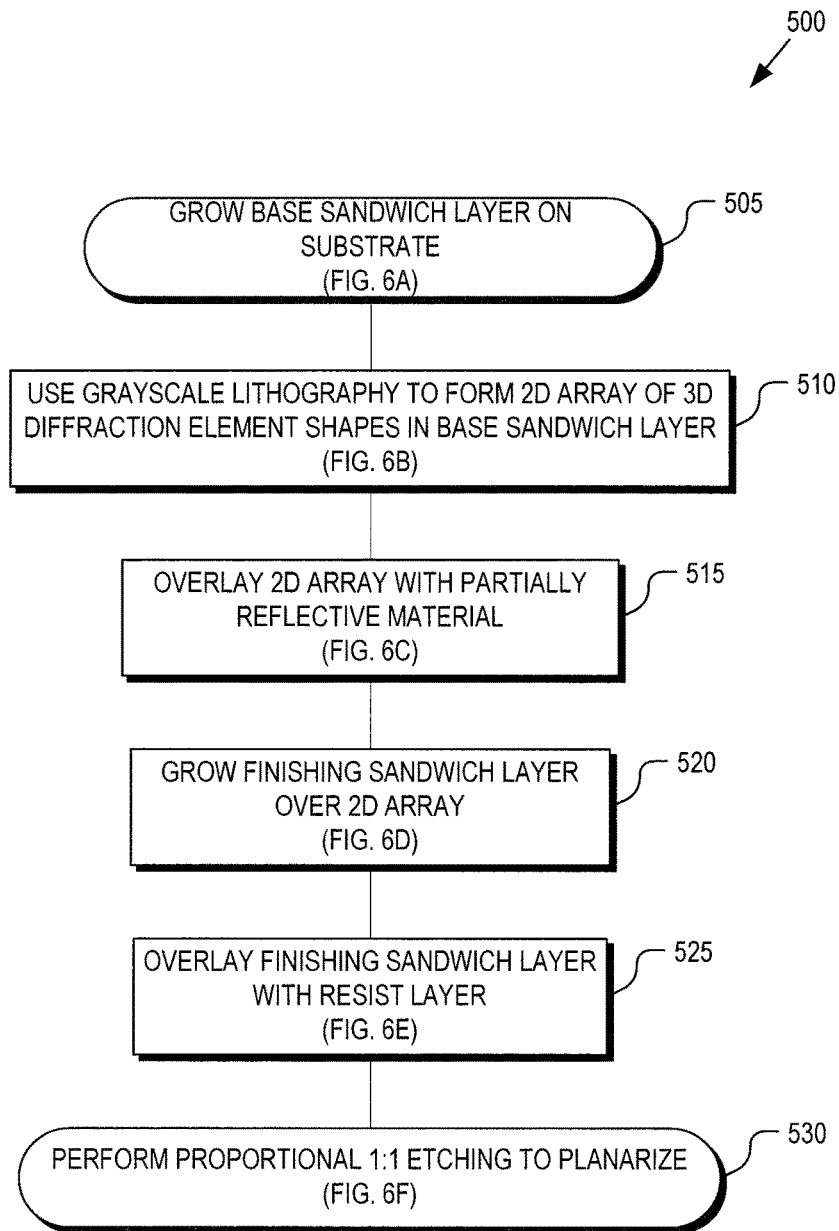 500
GROW BASE SANDWICH LAYER ON
SUBSTRATE
(FIG. 6A)
505
USE GRAYSCALE LITHOGRAPHY TO FORM 2D ARRAY OF 3D
DIFFRACTION ELEMENT SHAPES IN BASE SANDWICH LAYER
(FIG. 6B)
510
OVERLAY 2D ARRAY WITH PARTIALLY
REFLECTIVE MATERIAL
(FIG. 6C)
515
GROW FINISHING SANDWICH LAYER
OVER 2D ARRAY
(FIG. 6D)
520
OVERLAY FINISHING SANDWICH LAYER
WITH RESIST LAYER
(FIG. 6E)
525
PERFORM PROPORTIONAL 1:1 ETCHING TO PLANARIZE
(FIG. 6F)
530